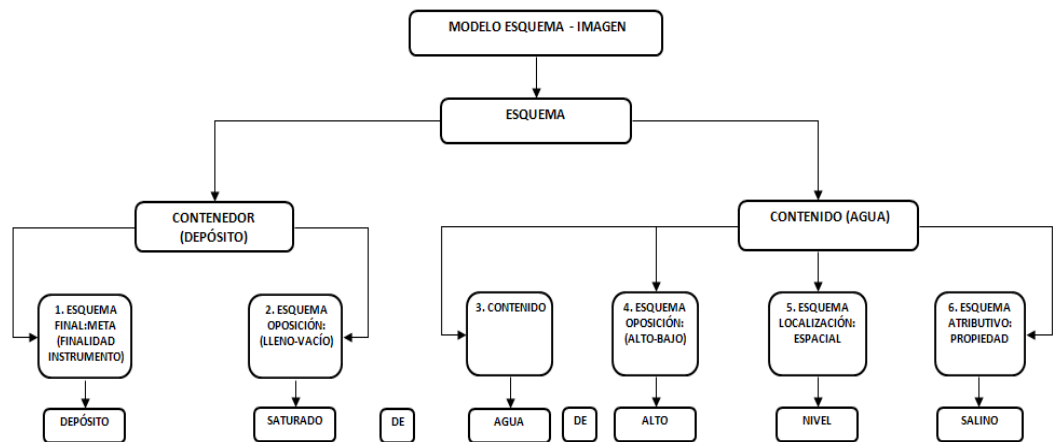 MODELO ESQUEMA - IMAGEN
ESQUEMA
CONTENEDOR
(DEPÓSITO)
CONTENIDO (AGUA)
1. ESQUEMA
FINAL:META
(FINALIDAD
INSTRUMENTO)
2. ESQUEMA
OPOSICIÓN:
(LLENO-VACÍO)
3. CONTENIDO
4. ESQUEMA
OPOSICIÓN:
(ALTO-BAJO)
5. ESQUEMA
LOCALIZACIÓN:
ESPACIAL
6. ESQUEMA
ATRIBUTIVO:
PROPIEDAD
DEPÓSITO
SATURADO
DE
AGUA
DE
ALTO
NIVEL
SALINO